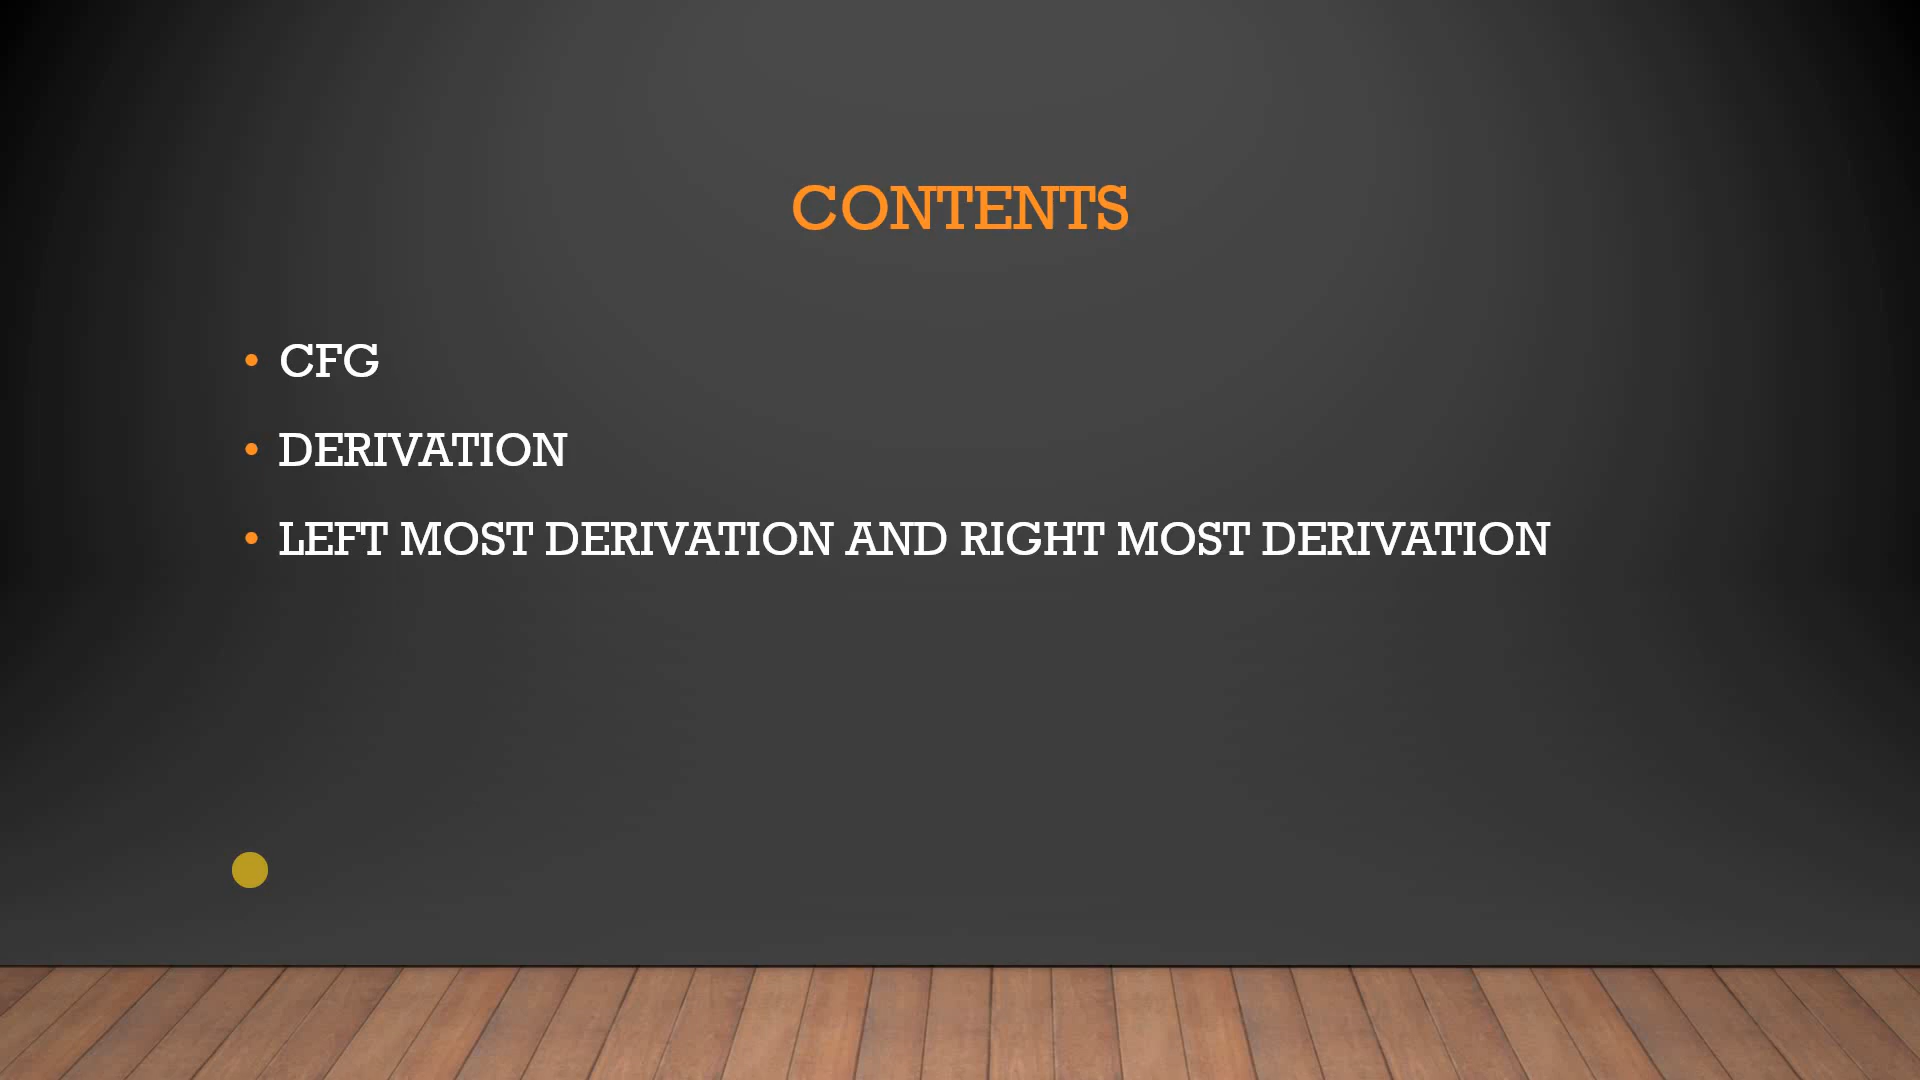 CONTENTS
• CFG
• DERIVATION
• LEFT MOST DERIVATION AND RIGHT MOST DERIVATION